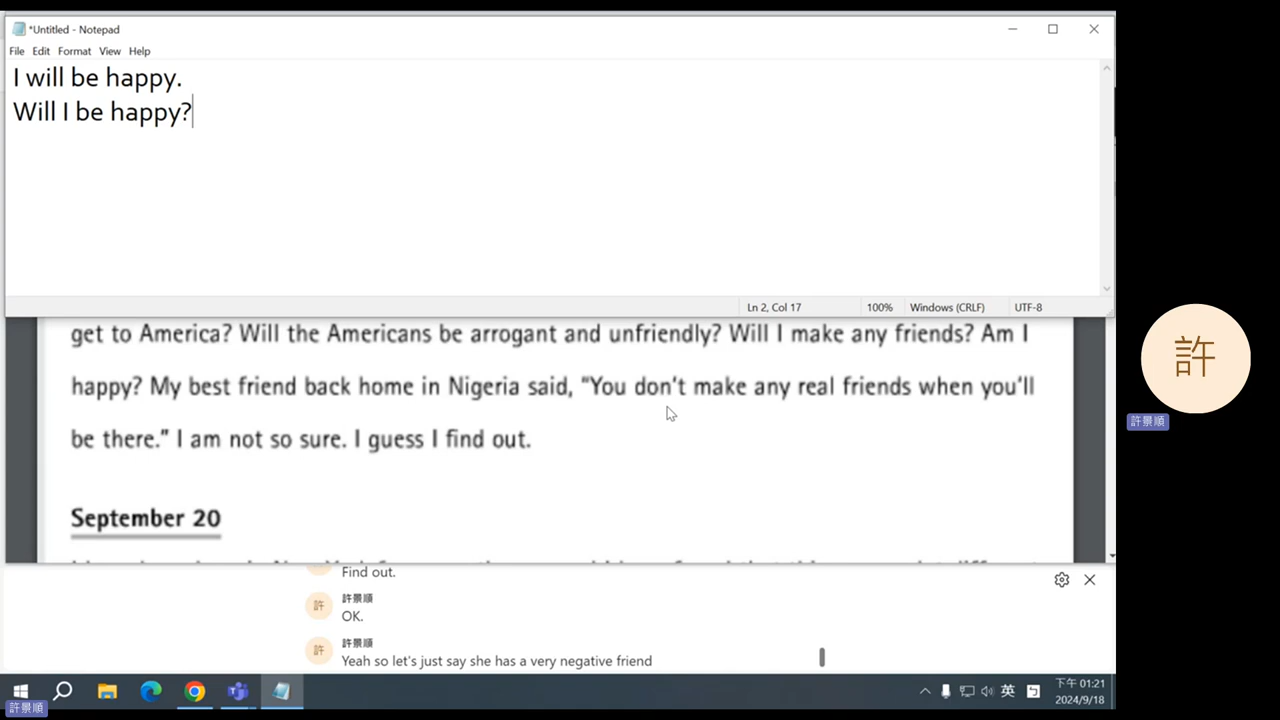 *Untitled - Notepad
File Edit Format View Help
I will be happy.
Will I be happy?
Ln 2, Col 17 100% Windows (CRLF) UTF-8
get to America? Will the Americans be arrogant and unfriendly? Will I make any friends? Am I
happy? My best friend back home in Nigeria said, “You don’t make any real friends when you’ll
be there.” I am not so sure. I guess I find out.
September 20
Find out.
許
許景順
OK.
許
許景順
Yeah so let's just say she has a very negative friend
許
許景順
英
下午 01:21
2024/9/18
許景順